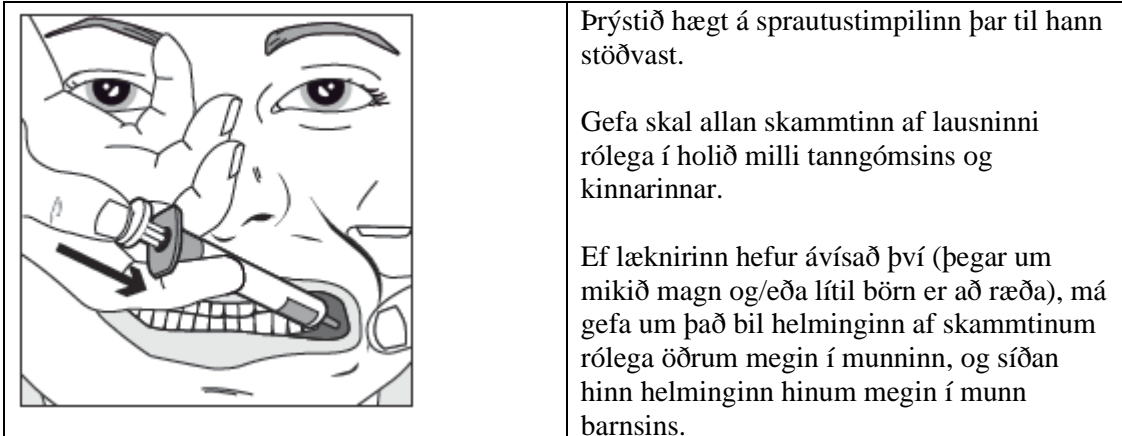 Þrýstið hægt á sprautustimpilinn þar til hann
stöðvast.
Gefa skal allan skammtinn af lausninni
rólega í holið milli tanngómsins og
kinnarinnar.
Ef læknirinn hefur ávísað því (þegar um
mikið magn og/eða lítil börn er að ræða), má
gefa um það bil helminginn af skammtinum
rólega öðrum megin í munninn, og síðan
hinn helminginn hinum megin í munn
barnsins.